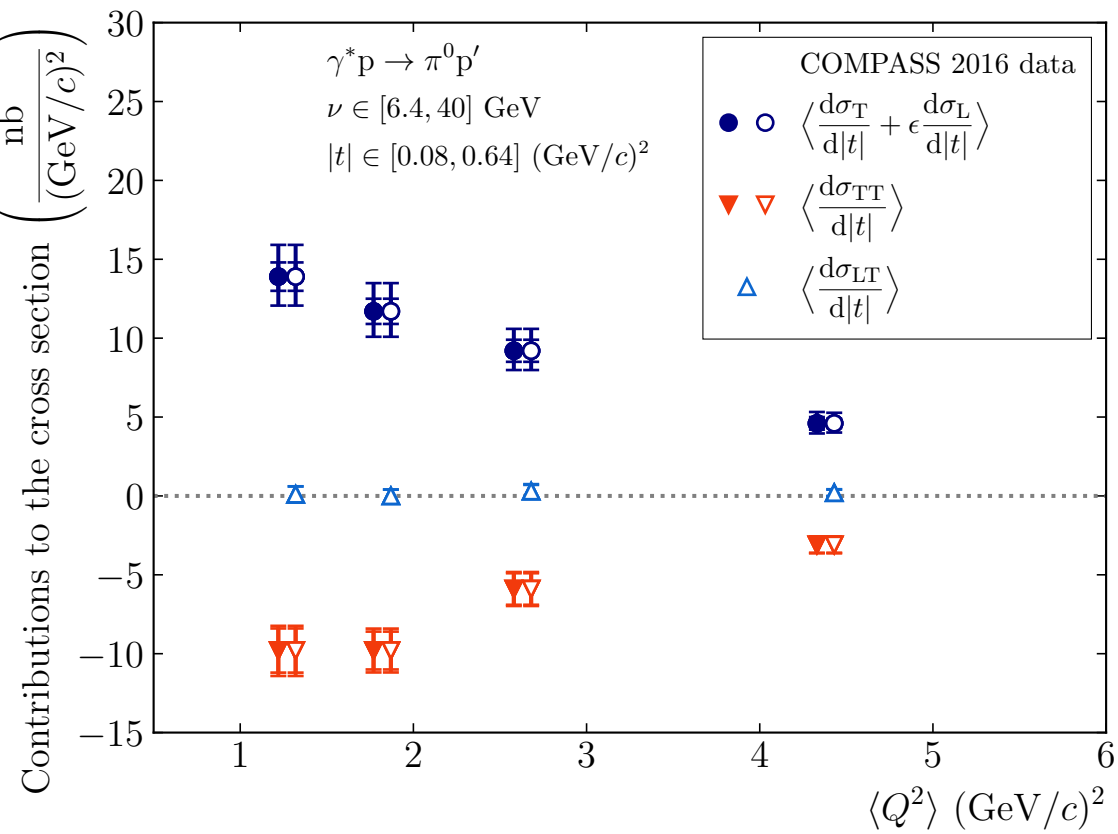 Contributions to the cross section (nb/(GeV/c)²)
30
25
20
15
10
5
0
−5
−10
−15
γ*p → π⁰p′
ν ∈ [6.4, 40] GeV
|t| ∈ [0.08, 0.64] (GeV/c)²
COMPASS 2016 data
⟨dσ_T/d|t| + ϵ dσ_L/d|t|⟩
⟨dσ_TT/d|t|⟩
⟨dσ_LT/d|t|⟩
1 2 3 4 5 6
⟨Q²⟩ (GeV/c)²